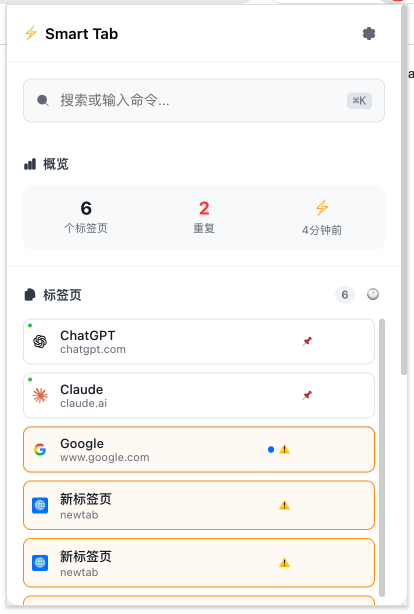 Smart Tab
搜索或输入命令...
⌘K
概览
6
2
个标签页
重复
4分钟前
标签页
6
ChatGPT
chatgpt.com
Claude
claude.ai
Google
www.google.com
新标签页
newtab
新标签页
newtab
a